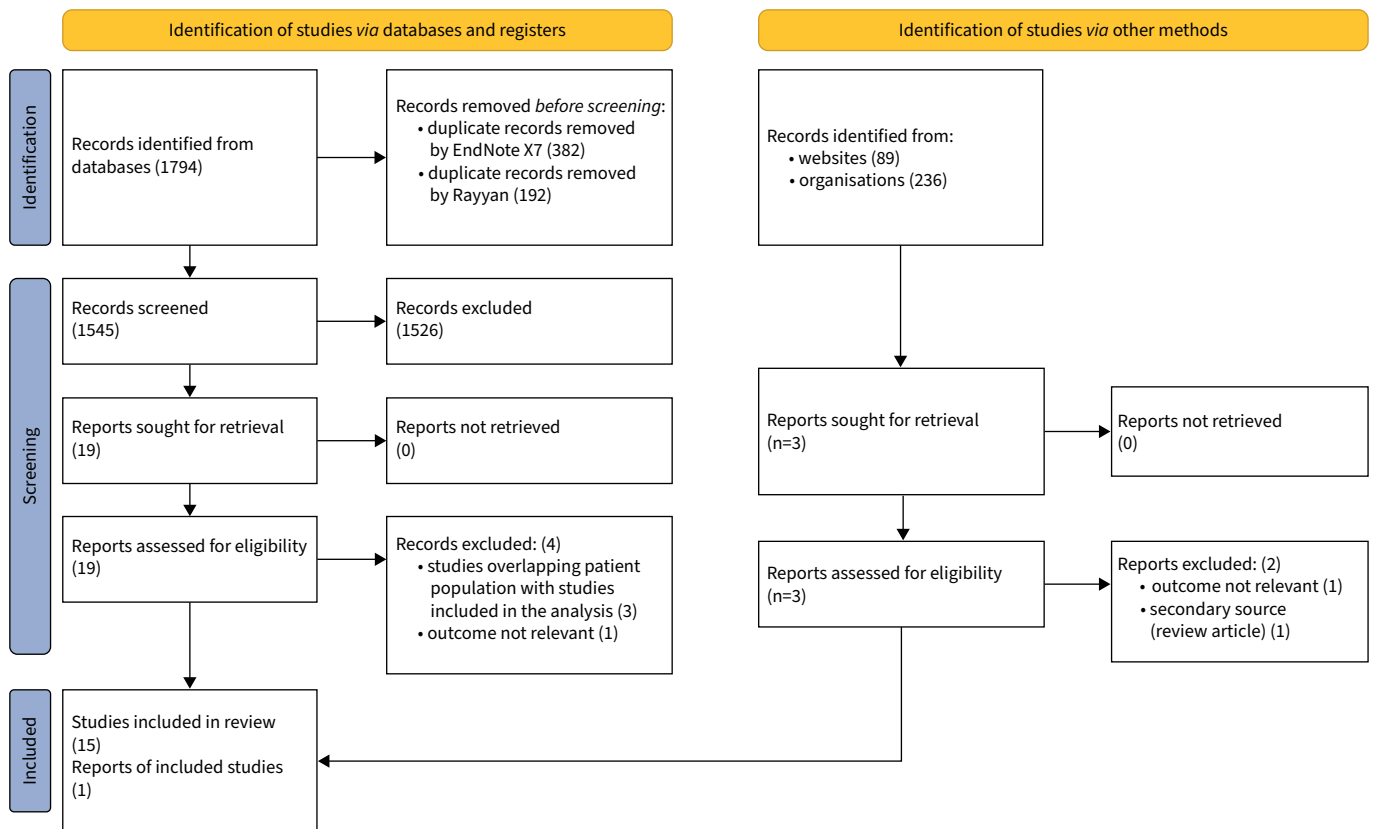 Identification of studies via databases and registers
Identification of studies via other methods
Identification
Records identified from
databases (1794)
Records removed before screening:
• duplicate records removed
by EndNote X7 (382)
• duplicate records removed
by Rayyan (192)
Records identified from:
• websites (89)
• organisations (236)
Screening
Records screened
(1545)
Records excluded
(1526)
Reports sought for retrieval
(19)
Reports not retrieved
(0)
Reports sought for retrieval
(n=3)
Reports not retrieved
(0)
Reports assessed for eligibility
(19)
Records excluded: (4)
• studies overlapping patient
population with studies
included in the analysis (3)
• outcome not relevant (1)
Reports assessed for eligibility
(n=3)
Reports excluded: (2)
• outcome not relevant (1)
• secondary source
(review article) (1)
Included
Studies included in review
(15)
Reports of included studies
(1)